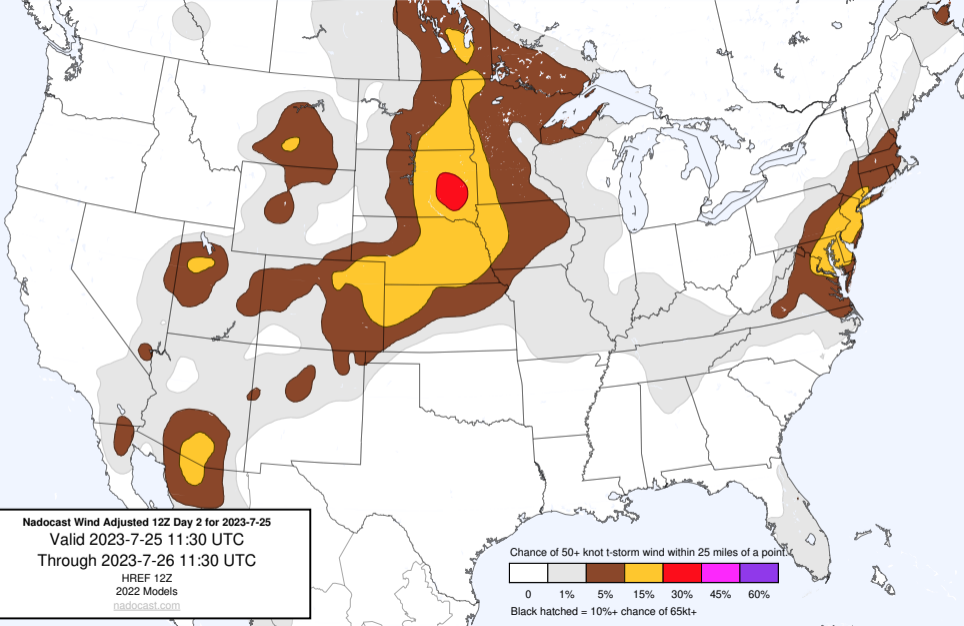 Nadocast Wind Adjusted 12Z Day 2 for 2023-7-25
Valid 2023-7-25 11:30 UTC
Through 2023-7-26 11:30 UTC
HREF 12Z
2022 Models
nadocast.com
Chance of 50+ knot t-storm wind within 25 miles of a point.
0 1% 5% 15% 30% 45% 60%
Black hatched = 10%+ chance of 65kt+